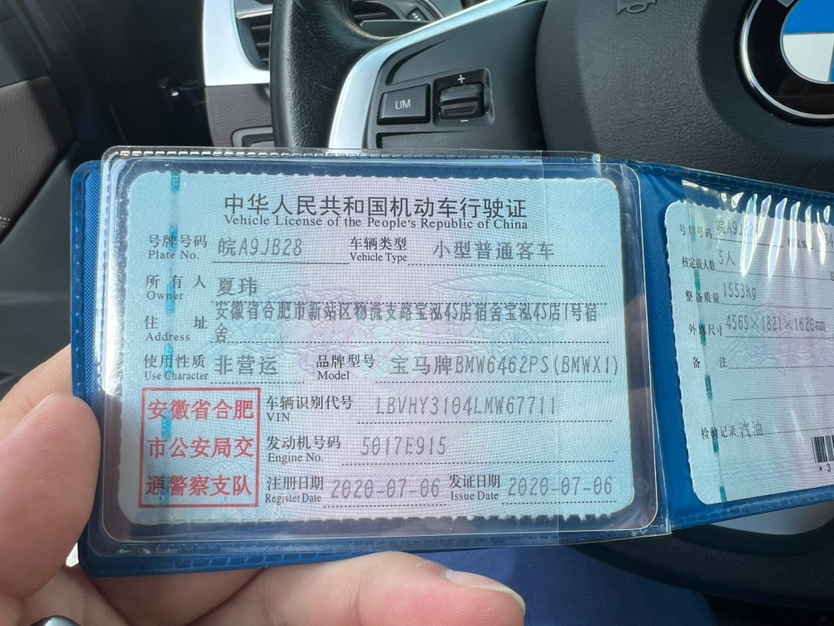 LIM
中华人民共和国机动车行驶证
Vehicle License of the People's Republic of China
号牌号码 皖A9JB28 车辆类型 小型普通客车
Plate No. Vehicle Type
所有人 夏玮
Owner
安徽省合肥市新站区物流支路宝泓4S店宿舍宝泓4S店1号宿
住址 舍
Address
使用性质 非营运 品牌型号 宝马牌BMW6462PS(BMWX1)
Use Character Model
安徽省合肥
市公安局交
通警察支队
车辆识别代号 LBVHY3104LMW67711
VIN
发动机号码 5017E915
Engine No.
注册日期 2020-07-06 发证日期 2020-07-06
Register Date Issue Date
号牌号码 皖A9J
核定载人数 5人
整备质量 1553kg
外廓尺寸 4565×1821×1620mm
备注
检验记录 汽油